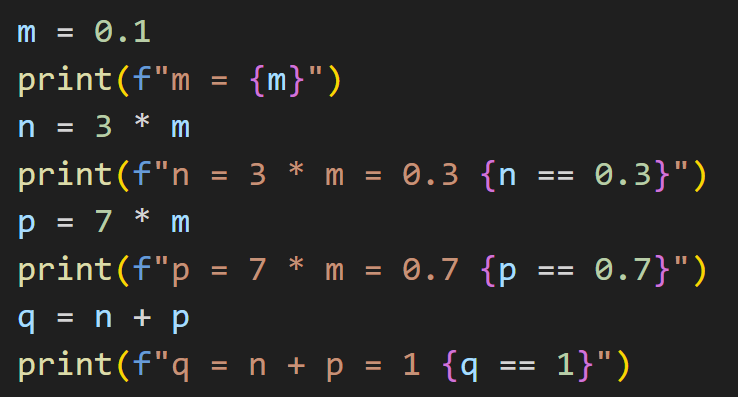 m = 0.1
print(f"m = {m}")
n = 3 * m
print(f"n = 3 * m = 0.3 {n == 0.3}")
p = 7 * m
print(f"p = 7 * m = 0.7 {p == 0.7}")
q = n + p
print(f"q = n + p = 1 {q == 1}")